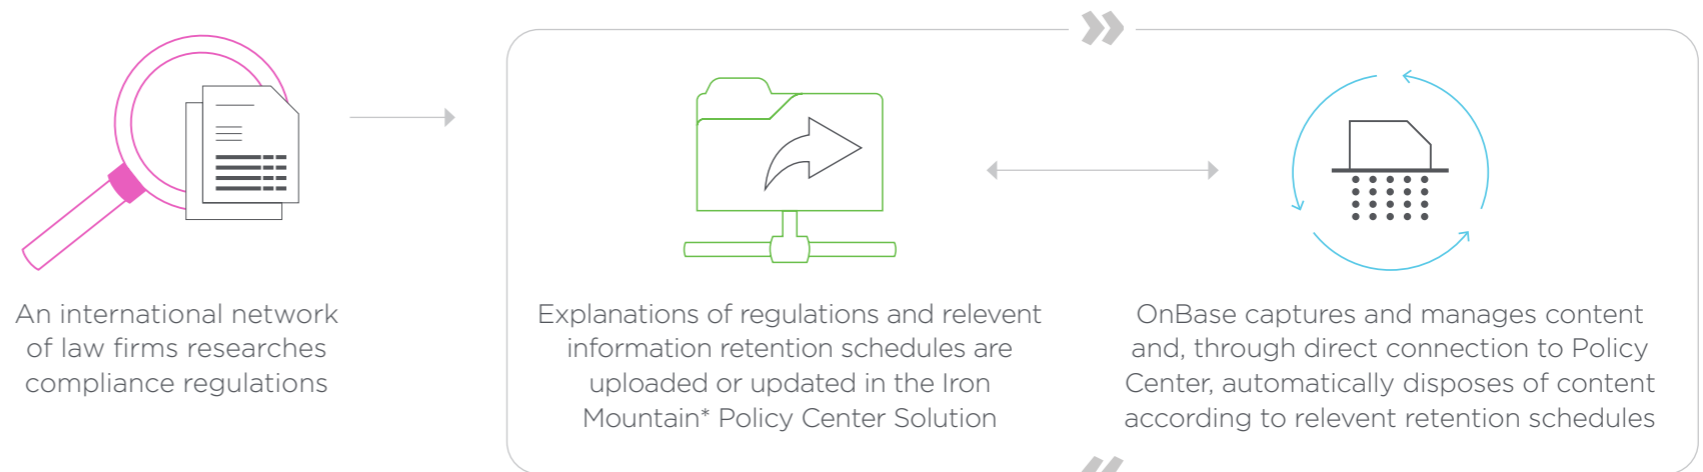 An international network
of law firms researches
compliance regulations
Explanations of regulations and relevent
information retention schedules are
uploaded or updated in the Iron
Mountain* Policy Center Solution
OnBase captures and manages content
and, through direct connection to Policy
Center, automatically disposes of content
according to relevent retention schedules